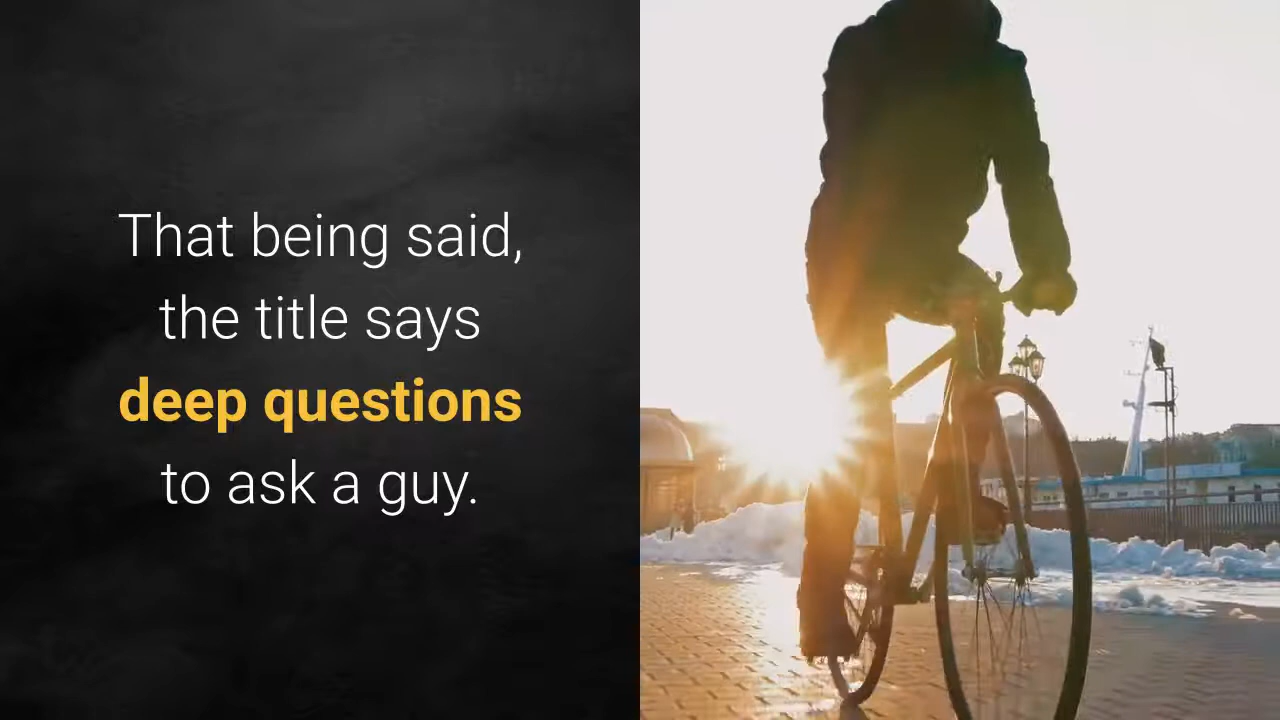 That being said,
the title says
deep questions
to ask a guy.